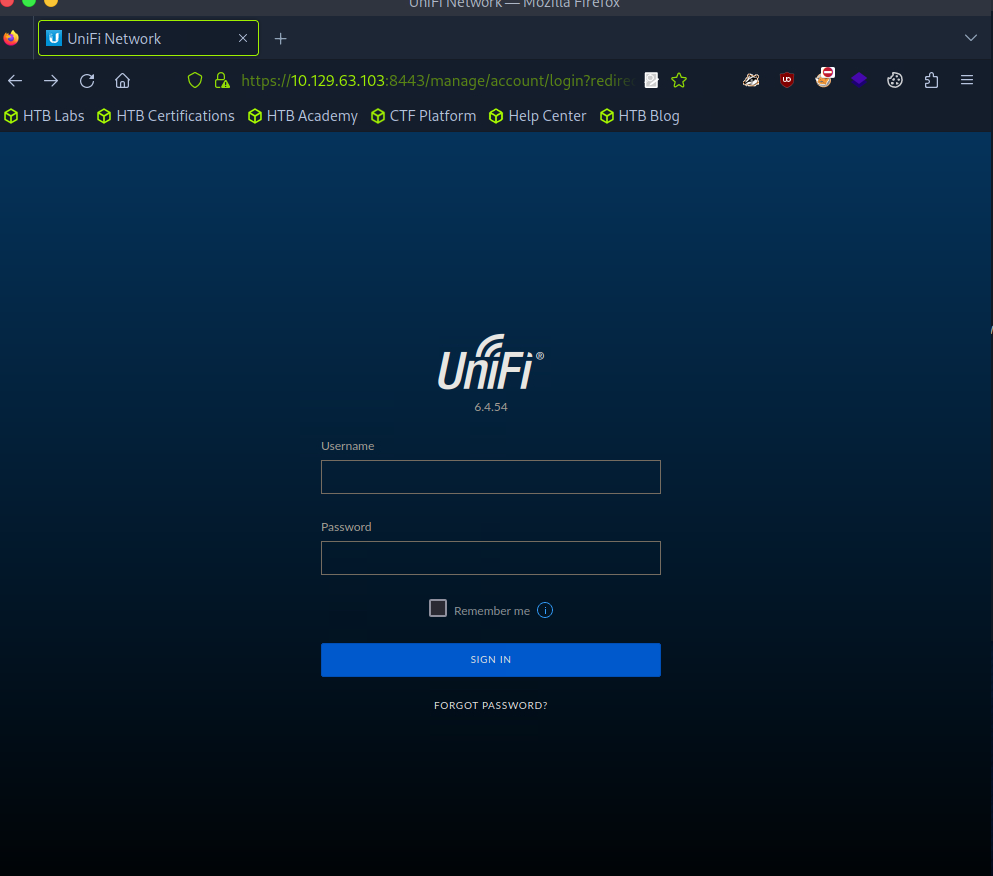 UniFi Network — Mozilla Firefox
UniFi Network
https://10.129.63.103:8443/manage/account/login?redire
HTB Labs HTB Certifications HTB Academy CTF Platform Help Center HTB Blog
UniFi®
6.4.54
Username
Password
Remember me
SIGN IN
FORGOT PASSWORD?